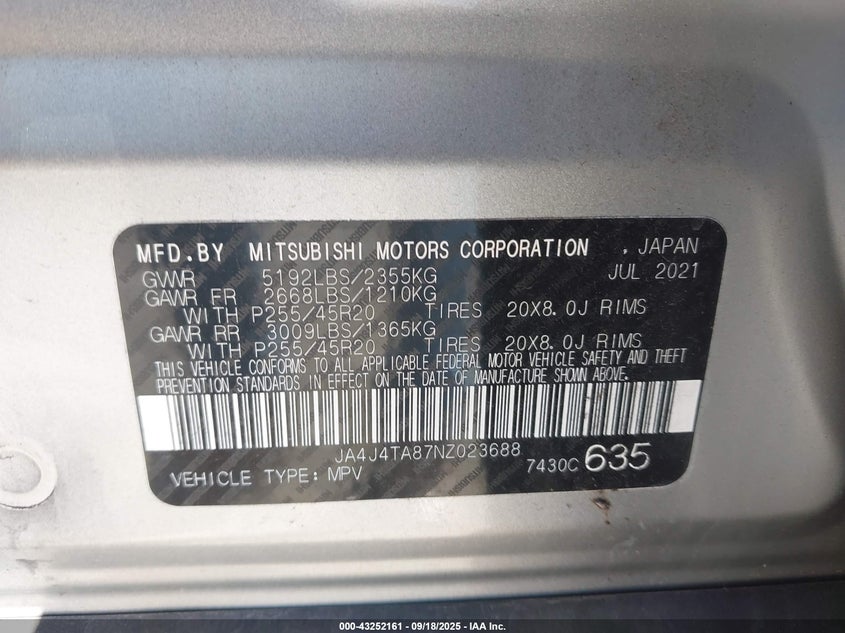 MFD.BY MITSUBISHI MOTORS CORPORATION , JAPAN
GVWR 5192LBS/2355KG JUL 2021
GAWR FR 2668LBS/1210KG
WITH P255/45R20 TIRES 20X8.0J RIMS
GAWR RR 3009LBS/1365KG
WITH P255/45R20 TIRES 20X8.0J RIMS
THIS VEHICLE CONFORMS TO ALL APPLICABLE FEDERAL MOTOR VEHICLE SAFETY AND THEFT
PREVENTION STANDARDS IN EFFECT ON THE DATE OF MANUFACTURE SHOWN ABOVE.
JA4J4TA87NZ023688
VEHICLE TYPE: MPV 7430C 635
000-43252161 - 09/18/2025 - IAA Inc.